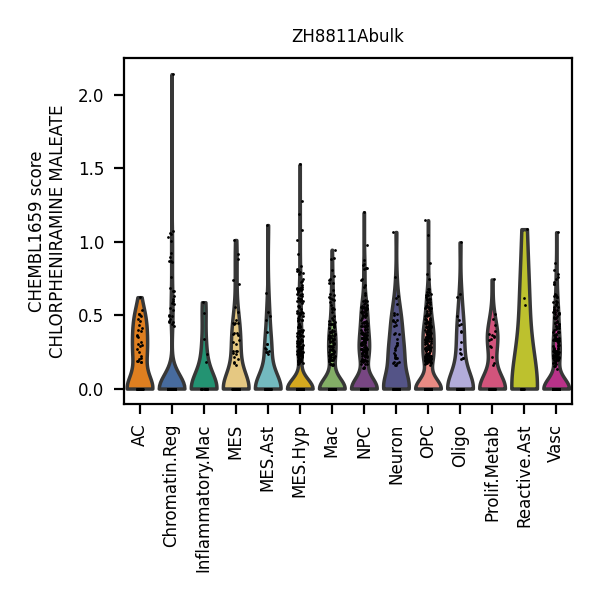 ZH8811Abulk
CHEMBL1659 score
CHLORPHENIRAMINE MALEATE
2.0
1.5
1.0
0.5
0.0
AC
Chromatin.Reg
Inflammatory.Mac
MES
MES.Ast
MES.Hyp
Mac
NPC
Neuron
OPC
Oligo
Prolif.Metab
Reactive.Ast
Vasc